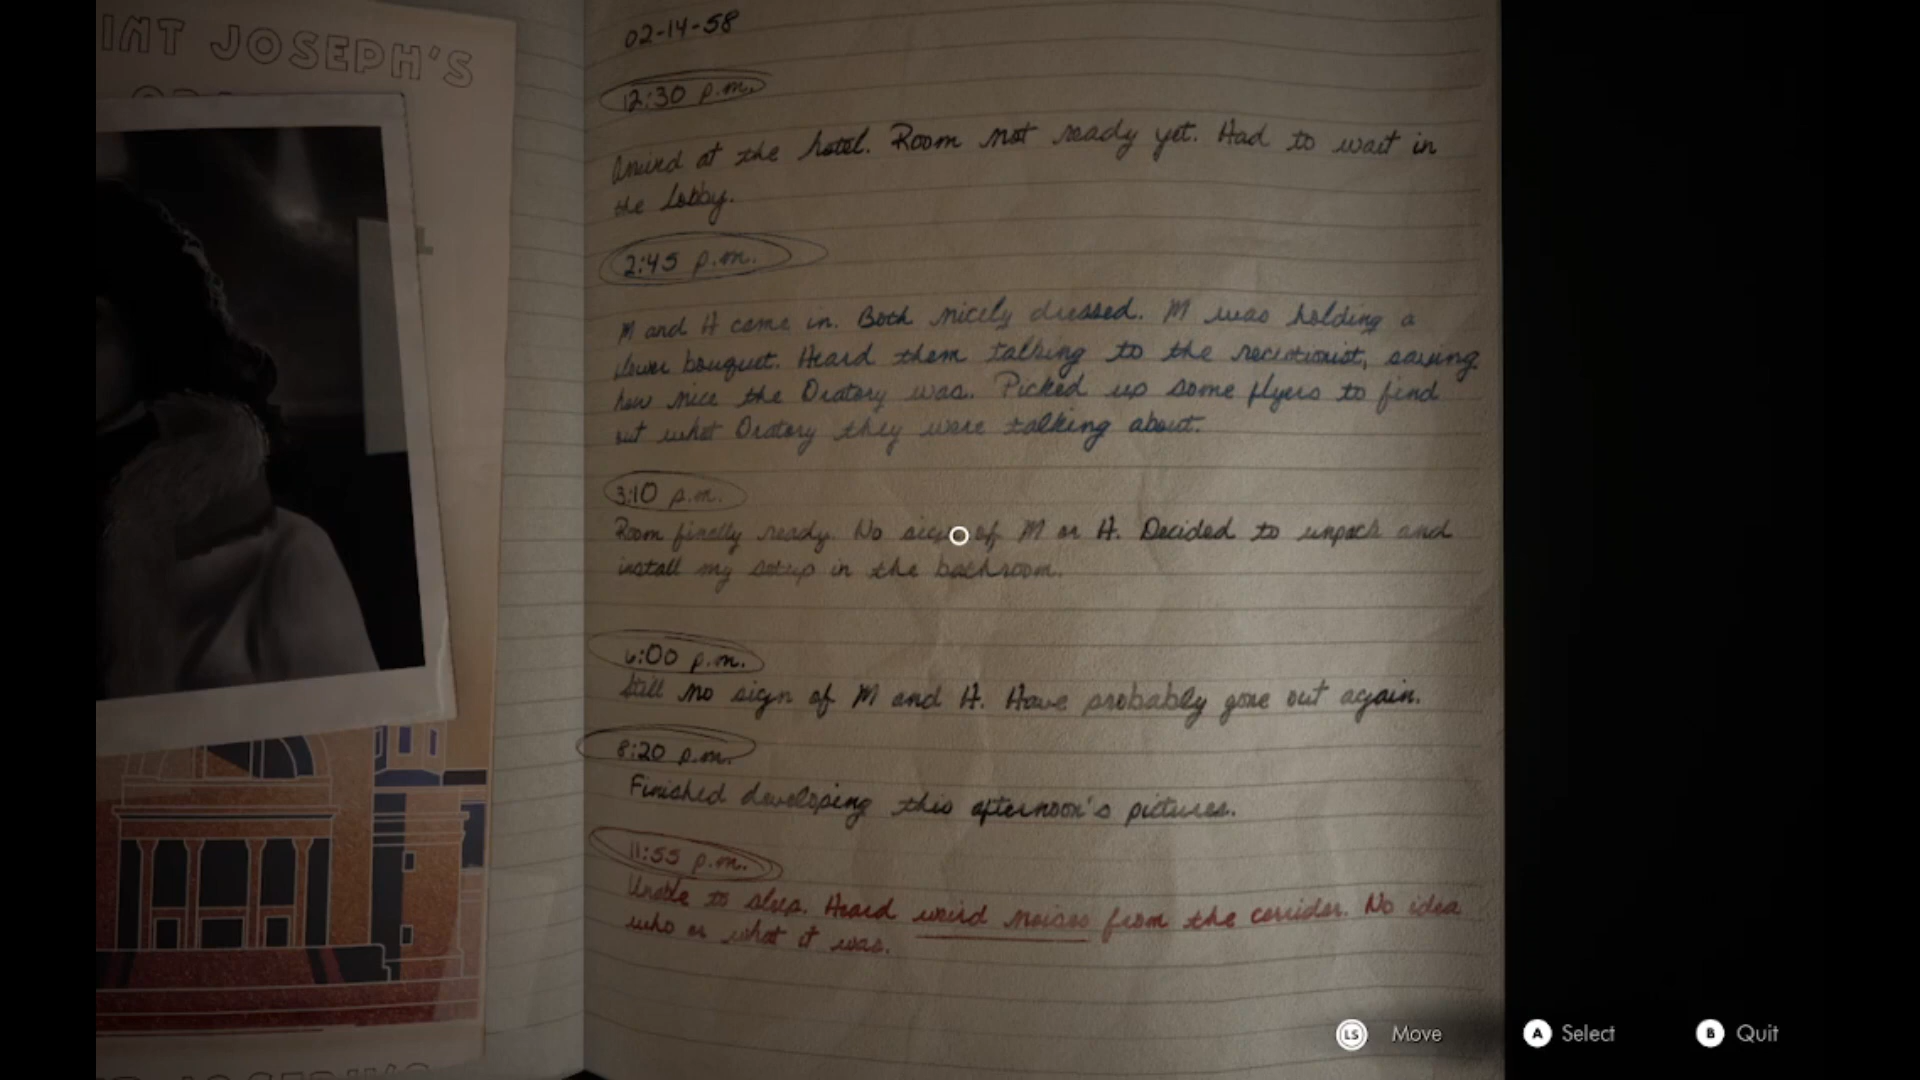 INT JOSEPH'S
02-14-58
12:30 p.m.
Arrived at the hotel. Room not ready yet. Had to wait in
the lobby.
2:45 p.m.
M and H came in. Both nicely dressed. M was holding a
flower bouquet. Heard them talking to the receptionist, saying
how nice the Oratory was. Picked up some flyers to find
out what Oratory they were talking about.
3:10 p.m.
Room finally ready. No sign of M or H. Decided to unpack and
install my setup in the bathroom.
6:00 p.m.
Still no sign of M and H. Have probably gone out again.
8:20 p.m.
Finished developing this afternoon's pictures.
11:55 p.m.
Unable to sleep. Heard weird noises from the corridor. No idea
who or what it was.
LS Move
A Select
B Quit